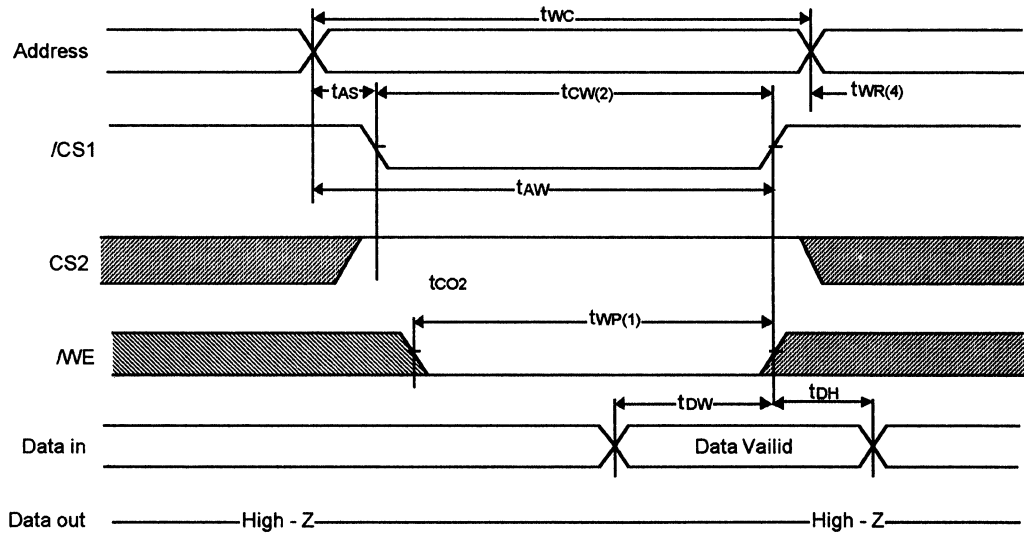 tWC
Address
tAS
tCW(2)
tWR(4)
/CS1
tAW
CS2
tCO2
tWP(1)
/WE
tDW
tDH
Data in
Data Vailid
Data out
High - Z
High - Z